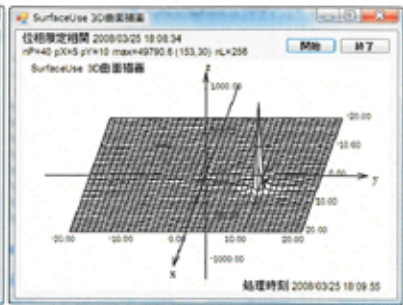 SurfaceUse 3D曲面描画
位相限定相関 2008/03/25 18:08:34
nP=40 pX=5 pY=10 max=49790.6 (153,30) nL=256
開始 終了
SurfaceUse 3D曲面描画
z
1000.00
-20.00
-10.00
0.00
y
10.00
20.00
-20.00 -10.00 0.00 10.00 20.00
x
-1000.00
処理時刻 2008/03/25 18:09:55